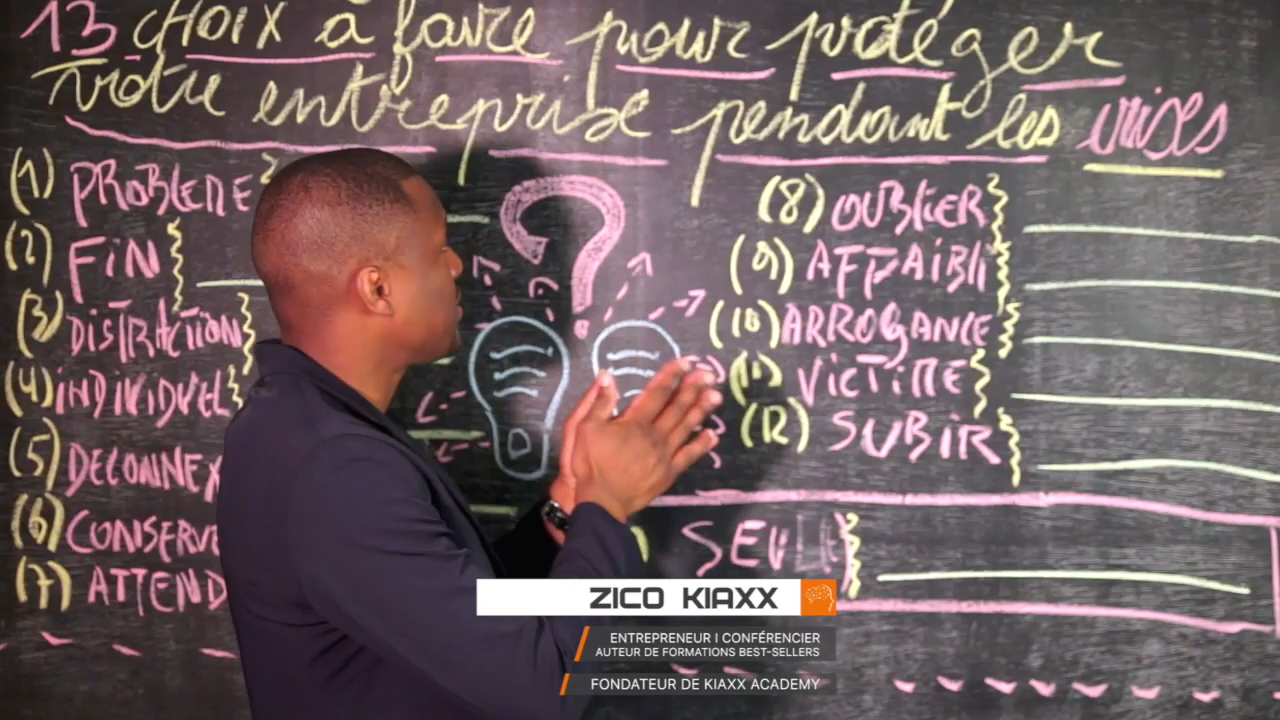 13 choix à faire pour protéger
votre entreprise pendant les crises
(1) PROBLEME
(2) FIN
(3) DISTRACTION
(4) INDIVIDUEL
(5) DECONNEX
(6) CONSERVE
(7) ATTEND
(8) OUBLIER
(9) AFFAIBLI
(10) ARROGANCE
(11) VICTIME
(12) SUBIR
SEUL
ZICO KIAXX
ENTREPRENEUR I CONFÉRENCIER
AUTEUR DE FORMATIONS BEST-SELLERS
FONDATEUR DE KIAXX ACADEMY